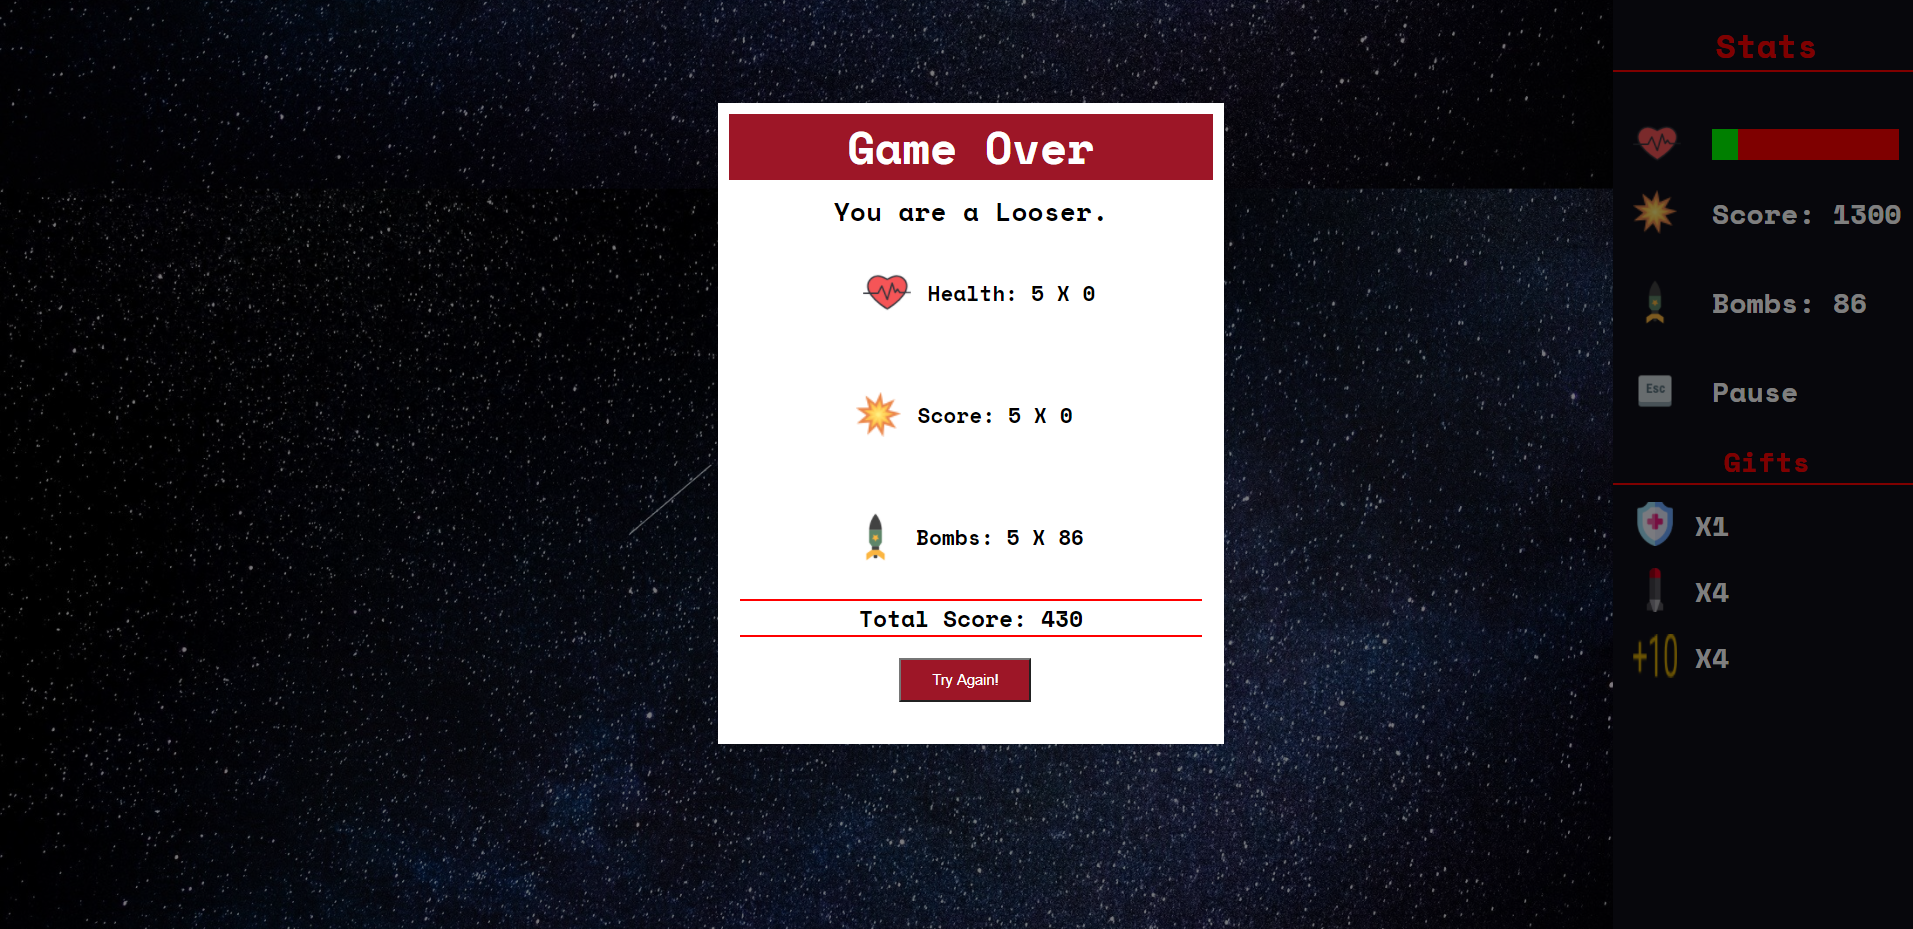 Game Over
You are a Looser.
Health: 5 X 0
Score: 5 X 0
Bombs: 5 X 86
Total Score: 430
Try Again!
Stats
Score: 1300
Bombs: 86
Esc
Pause
Gifts
X1
X4
+10
X4